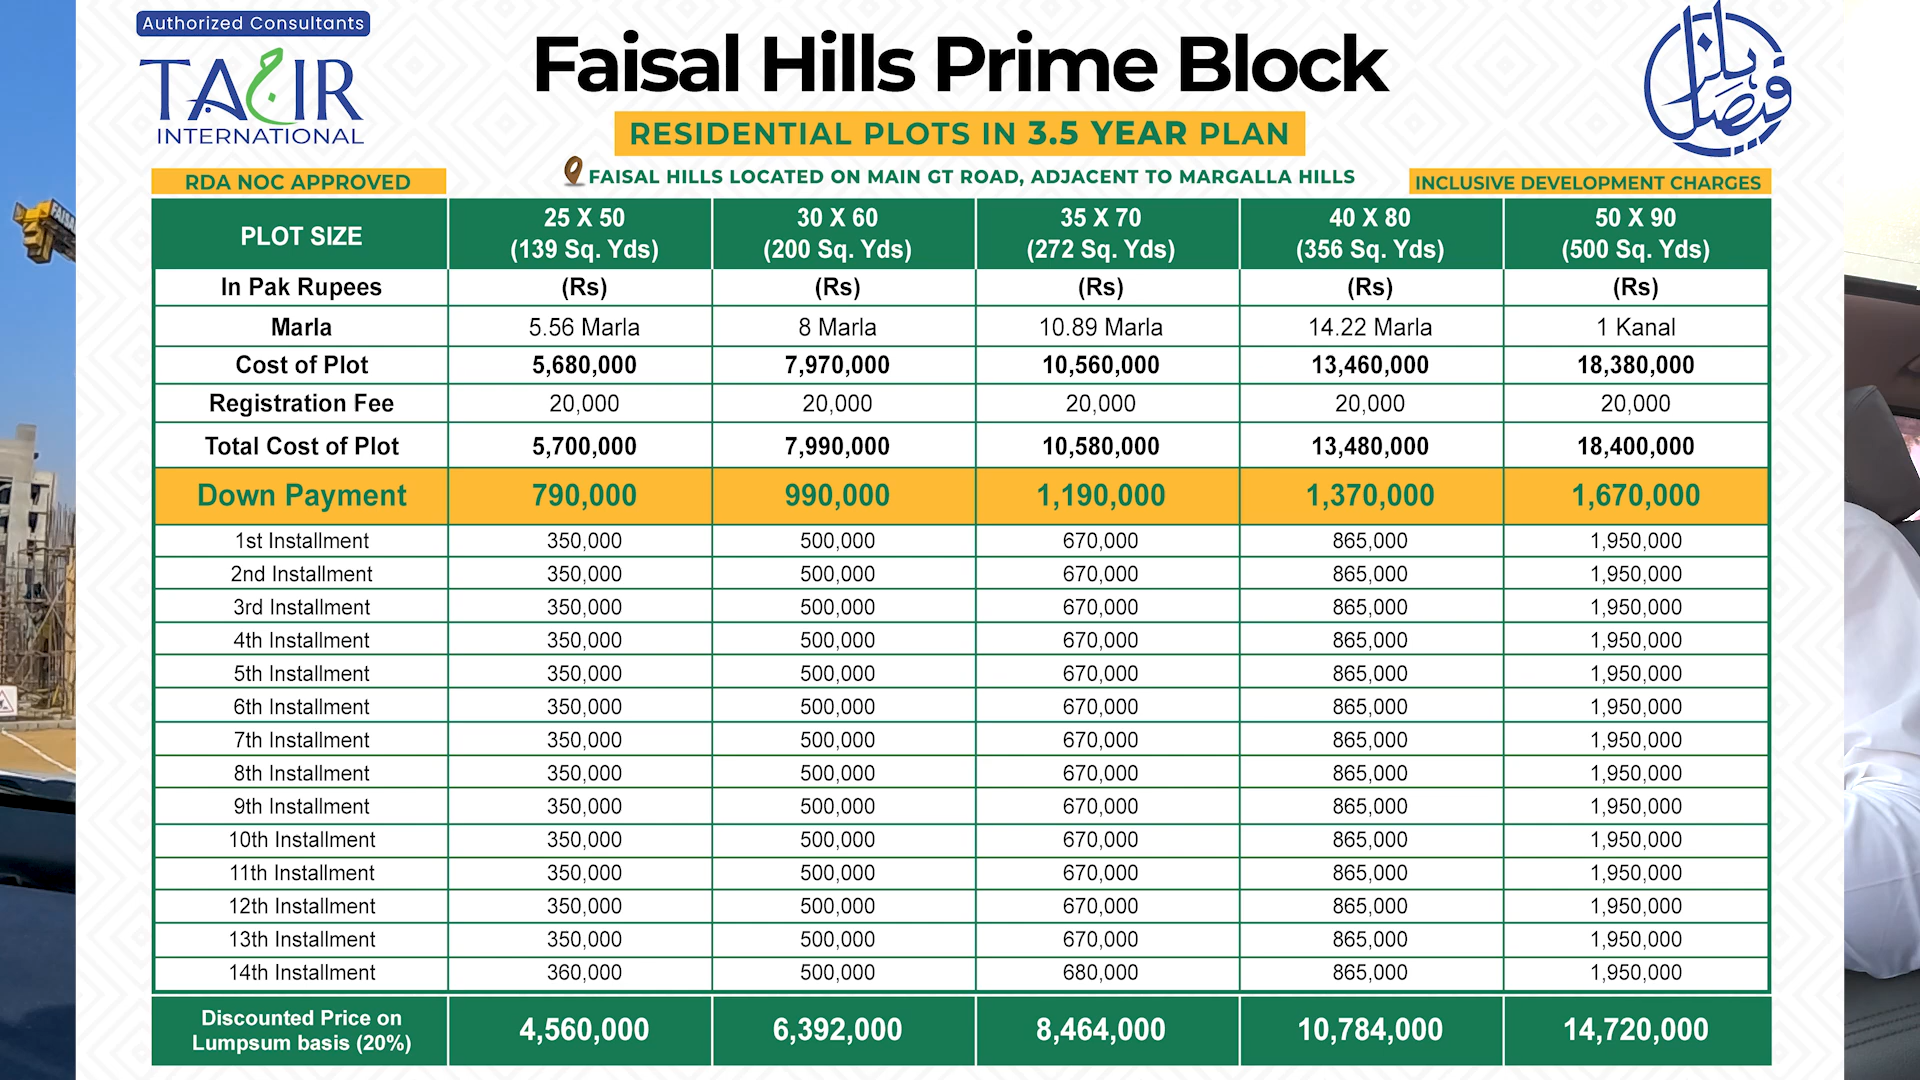 Authorized Consultants
TAJIR
INTERNATIONAL
Faisal Hills Prime Block
RESIDENTIAL PLOTS IN 3.5 YEAR PLAN
FAISAL HILLS LOCATED ON MAIN GT ROAD, ADJACENT TO MARGALLA HILLS
فیصل ہلز
RDA NOC APPROVED
INCLUSIVE DEVELOPMENT CHARGES
PLOT SIZE 25 X 50 (139 Sq. Yds) 30 X 60 (200 Sq. Yds) 35 X 70 (272 Sq. Yds) 40 X 80 (356 Sq. Yds) 50 X 90 (500 Sq. Yds)
In Pak Rupees (Rs) (Rs) (Rs) (Rs) (Rs)
Marla 5.56 Marla 8 Marla 10.89 Marla 14.22 Marla 1 Kanal
Cost of Plot 5,680,000 7,970,000 10,560,000 13,460,000 18,380,000
Registration Fee 20,000 20,000 20,000 20,000 20,000
Total Cost of Plot 5,700,000 7,990,000 10,580,000 13,480,000 18,400,000
Down Payment 790,000 990,000 1,190,000 1,370,000 1,670,000
1st Installment 350,000 500,000 670,000 865,000 1,950,000
2nd Installment 350,000 500,000 670,000 865,000 1,950,000
3rd Installment 350,000 500,000 670,000 865,000 1,950,000
4th Installment 350,000 500,000 670,000 865,000 1,950,000
5th Installment 350,000 500,000 670,000 865,000 1,950,000
6th Installment 350,000 500,000 670,000 865,000 1,950,000
7th Installment 350,000 500,000 670,000 865,000 1,950,000
8th Installment 350,000 500,000 670,000 865,000 1,950,000
9th Installment 350,000 500,000 670,000 865,000 1,950,000
10th Installment 350,000 500,000 670,000 865,000 1,950,000
11th Installment 350,000 500,000 670,000 865,000 1,950,000
12th Installment 350,000 500,000 670,000 865,000 1,950,000
13th Installment 350,000 500,000 670,000 865,000 1,950,000
14th Installment 360,000 500,000 680,000 865,000 1,950,000
Discounted Price on Lumpsum basis (20%) 4,560,000 6,392,000 8,464,000 10,784,000 14,720,000